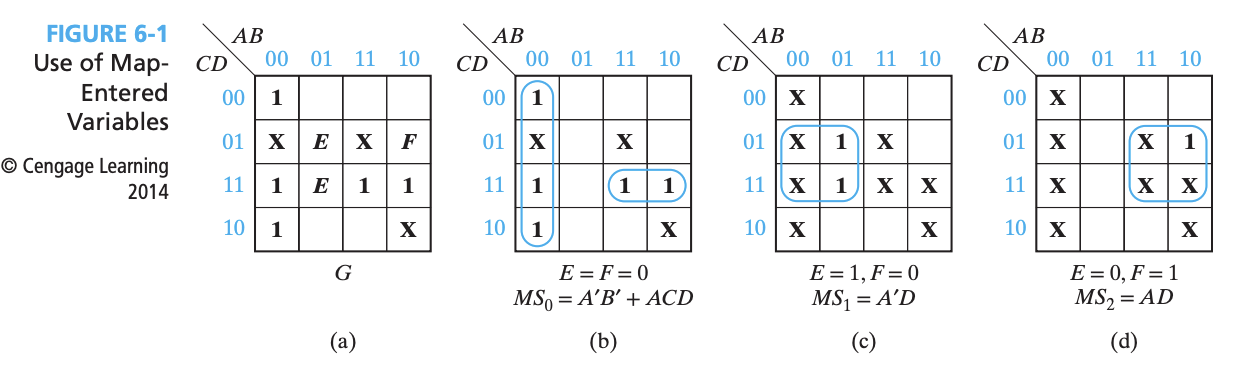 FIGURE 6-1
Use of Map-
Entered
Variables
© Cengage Learning
2014
AB
CD 00 01 11 10
00 1
01 X E X F
11 1 E 1 1
10 1 X
G
(a)
AB
CD 00 01 11 10
00 1
01 X X
11 1 1 1
10 1 X
E = F = 0
MS₀ = A′B′ + ACD
(b)
AB
CD 00 01 11 10
00 X
01 X 1 X
11 X 1 X X
10 X X
E = 1, F = 0
MS₁ = A′D
(c)
AB
CD 00 01 11 10
00 X
01 X X 1
11 X X X
10 X X
E = 0, F = 1
MS₂ = AD
(d)